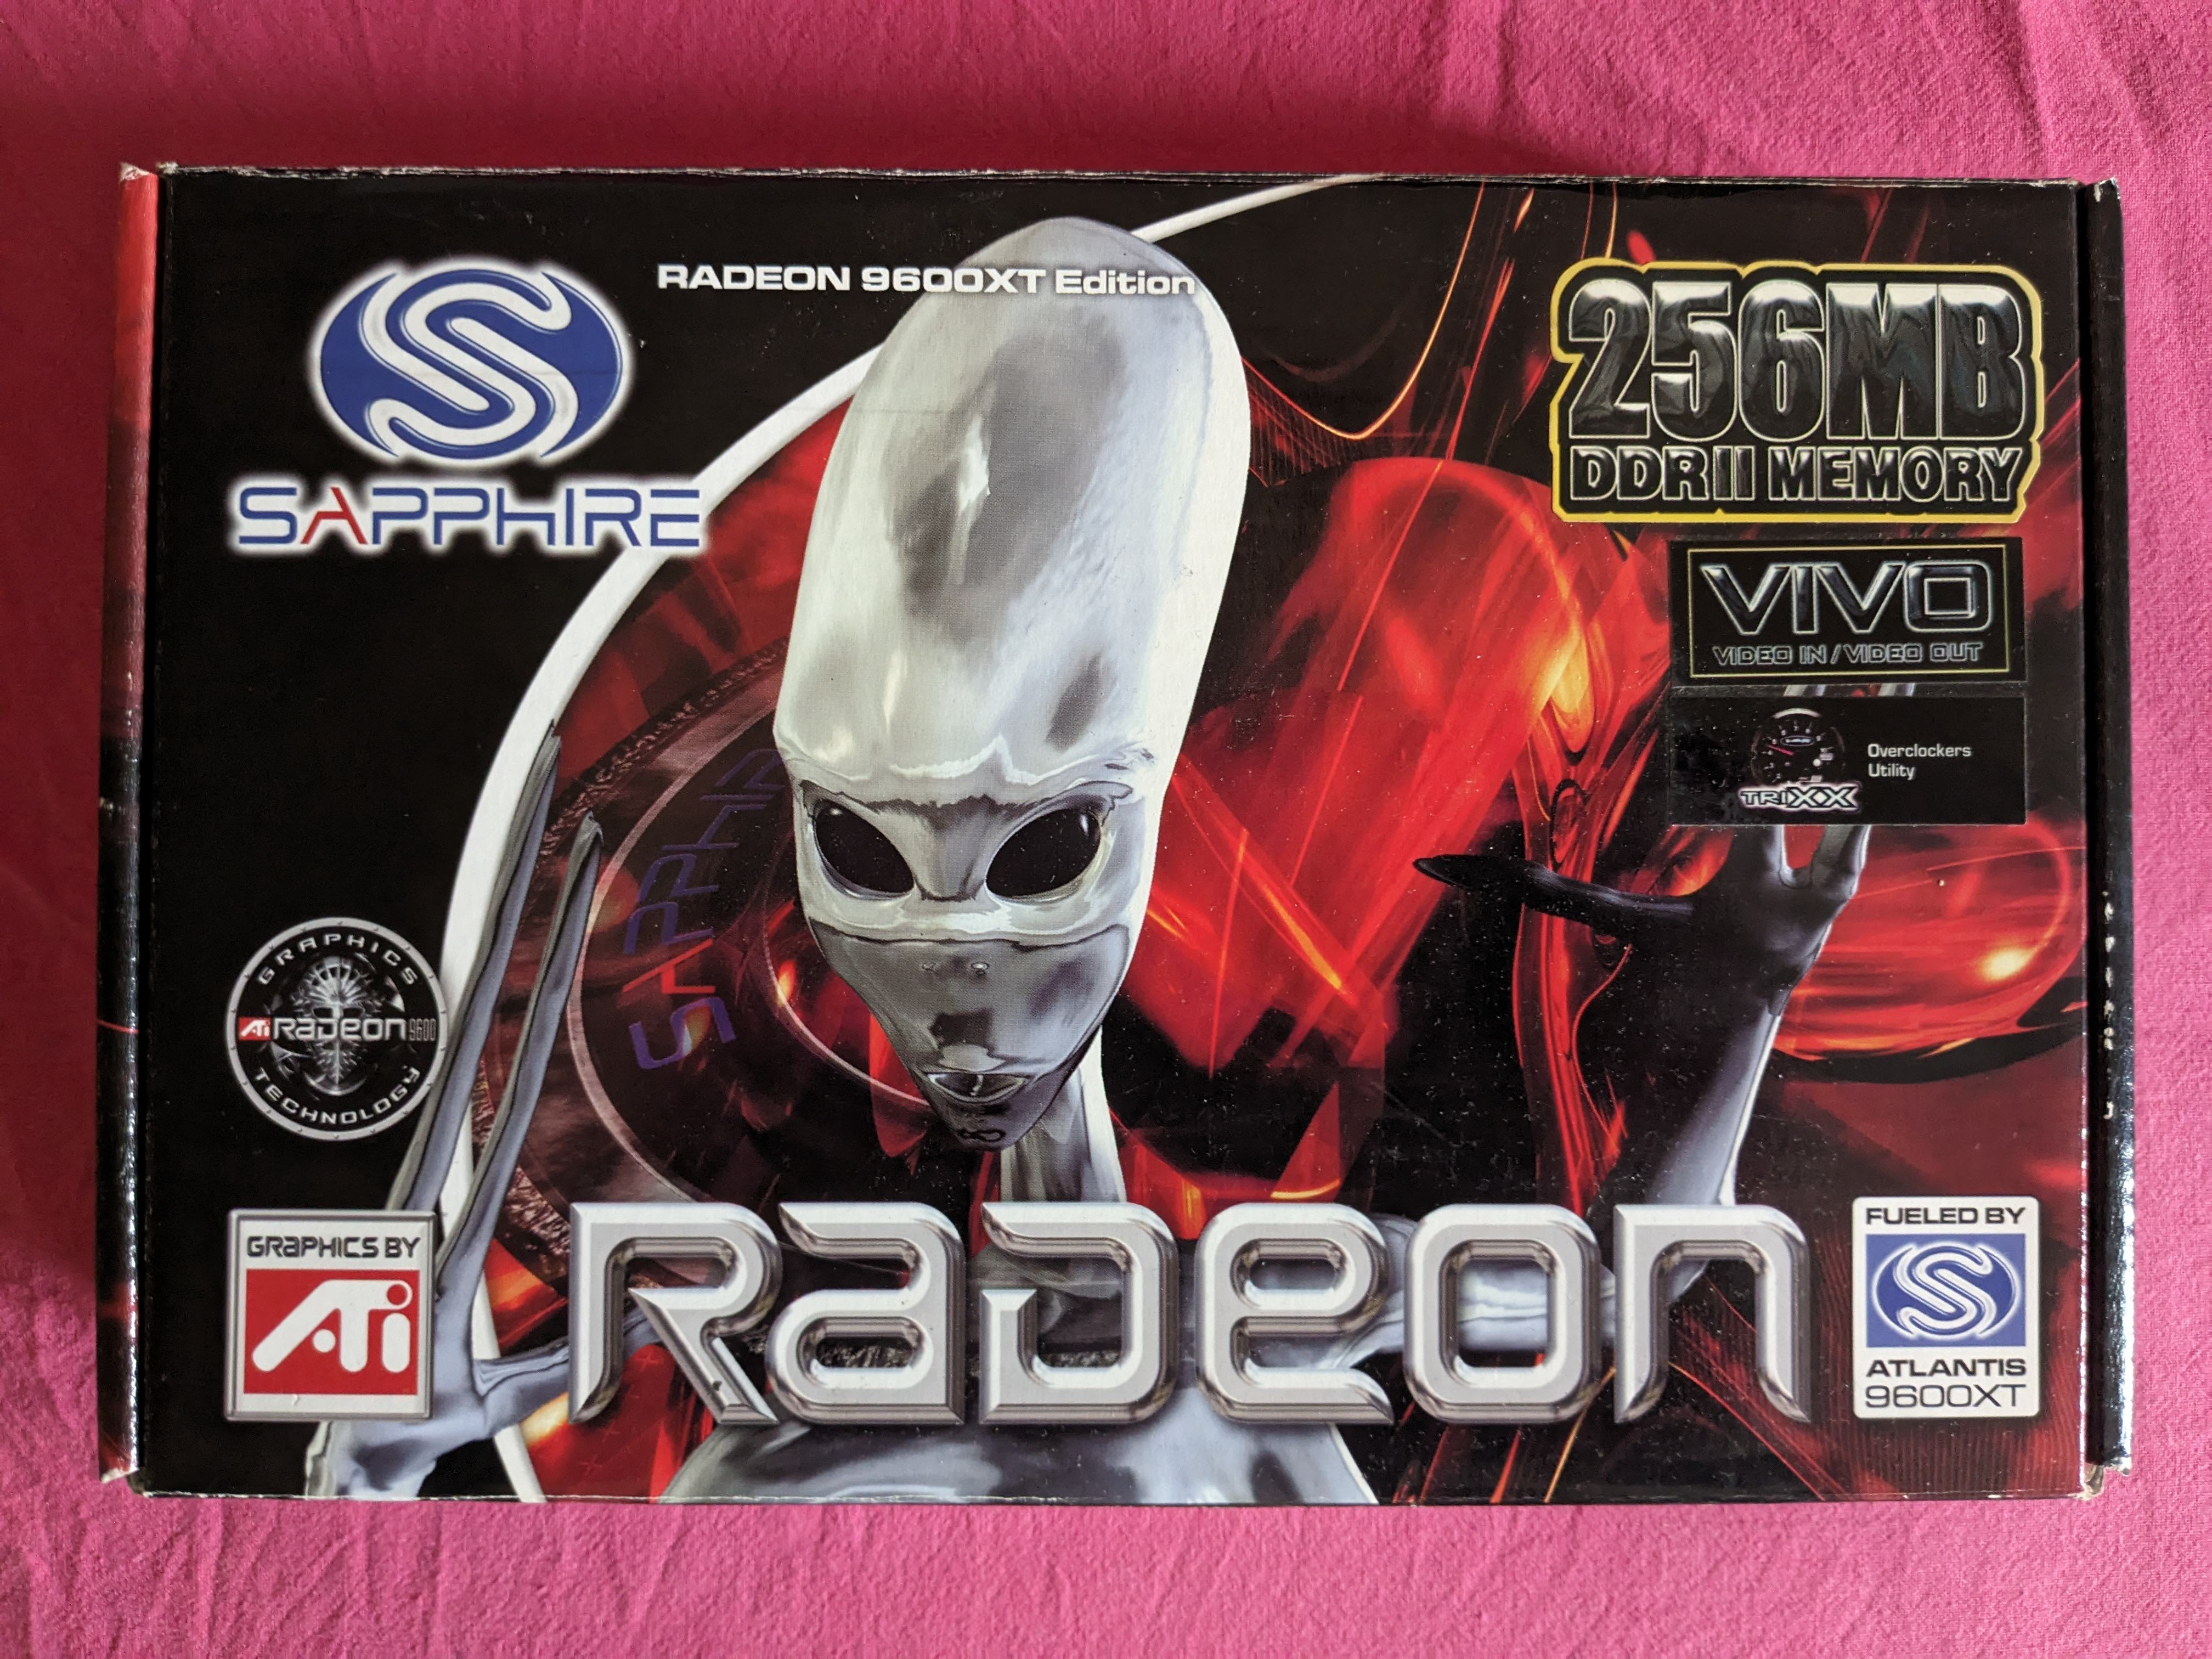 RADEON 9600XT Edition
SAPPHIRE
256MB
DDRII MEMORY
VIVO
VIDEO IN / VIDEO OUT
Overclockers
Utility
TRIXX
SAPPHIRE
GRAPHICS
ATI RADEON 9600
TECHNOLOGY
GRAPHICS BY
ATI
RADEON
FUELED BY
ATLANTIS
9600XT